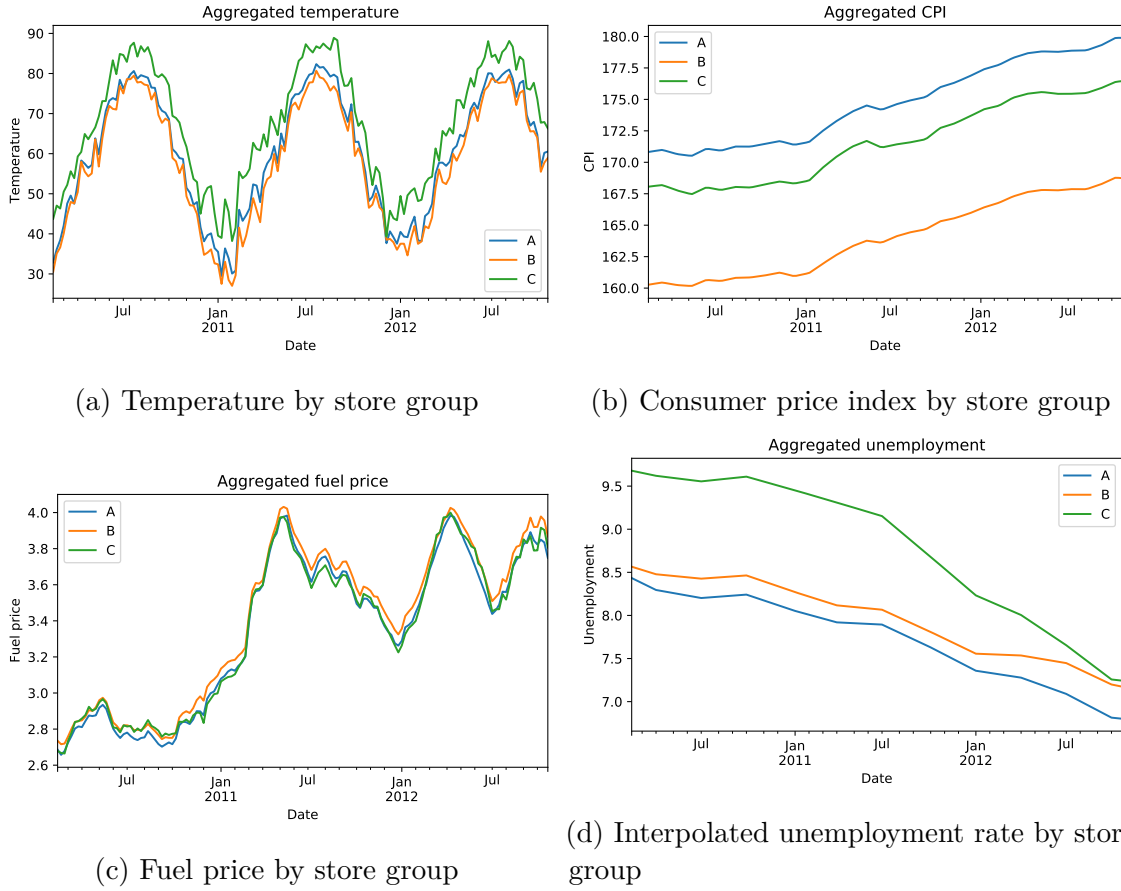 Aggregated temperature
90
80
70
60
50
40
30
Temperature
A
B
C
Jul
Jan
2011
Jul
Jan
2012
Jul
Date
(a) Temperature by store group
Aggregated CPI
180.0
177.5
175.0
172.5
170.0
167.5
165.0
162.5
160.0
CPI
A
B
C
Jul
Jan
2011
Jul
Jan
2012
Jul
Date
(b) Consumer price index by store group
Aggregated fuel price
4.0
3.8
3.6
3.4
3.2
3.0
2.8
2.6
Fuel price
A
B
C
Jul
Jan
2011
Jul
Jan
2012
Jul
Date
(c) Fuel price by store group
Aggregated unemployment
9.5
9.0
8.5
8.0
7.5
7.0
Unemployment
A
B
C
Jul
Jan
2011
Jul
Jan
2012
Jul
Date
(d) Interpolated unemployment rate by stor
group